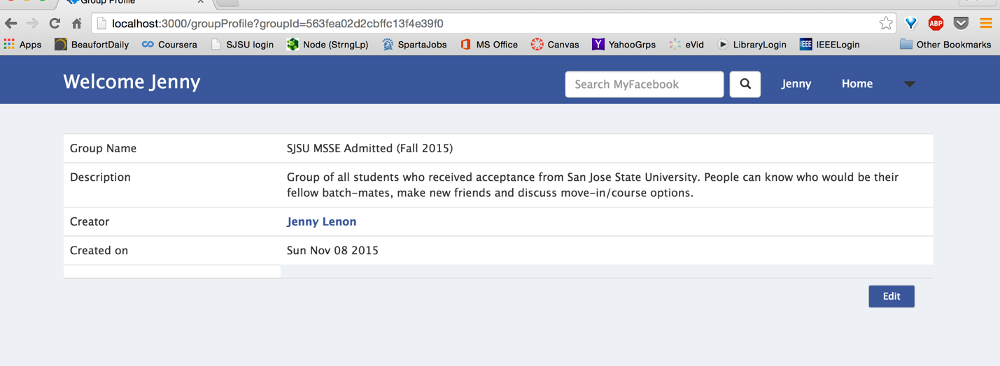 Group Profile
localhost:3000/groupProfile?groupId=563fea02d2cbffc13f4e39f0
ABP
Apps BeaufortDaily Coursera SJSU login Node (StrngLp) SpartaJobs MS Office Canvas YahooGrps eVid LibraryLogin IEEE IEEELogin Other Bookmarks
Welcome Jenny Search MyFacebook Jenny Home
Group Name SJSU MSSE Admitted (Fall 2015)
Description Group of all students who received acceptance from San Jose State University. People can know who would be their
fellow batch-mates, make new friends and discuss move-in/course options.
Creator Jenny Lenon
Created on Sun Nov 08 2015
Edit